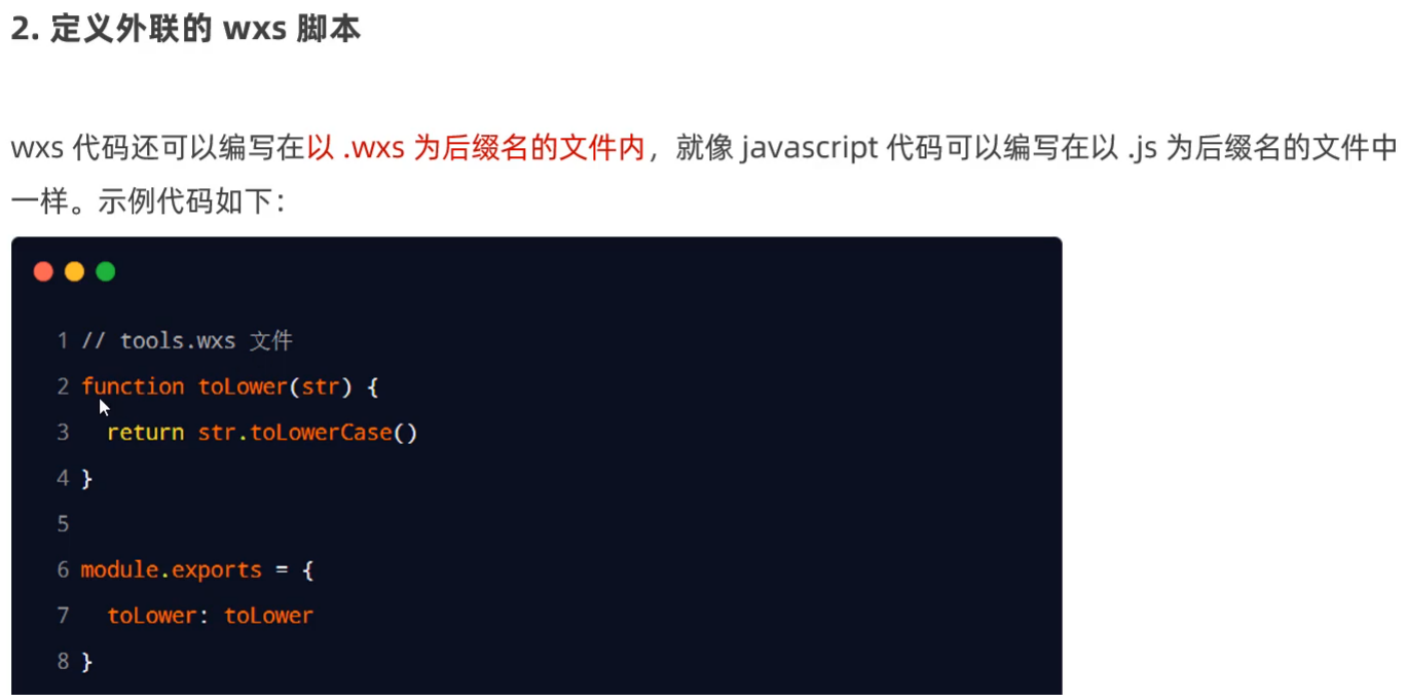 2. 定义外联的 wxs 脚本
wxs 代码还可以编写在以 .wxs 为后缀名的文件内，就像 javascript 代码可以编写在以 .js 为后缀名的文件中
一样。示例代码如下：
1 // tools.wxs 文件
2 function toLower(str) {
3   return str.toLowerCase()
4 }
5
6 module.exports = {
7   toLower: toLower
8 }